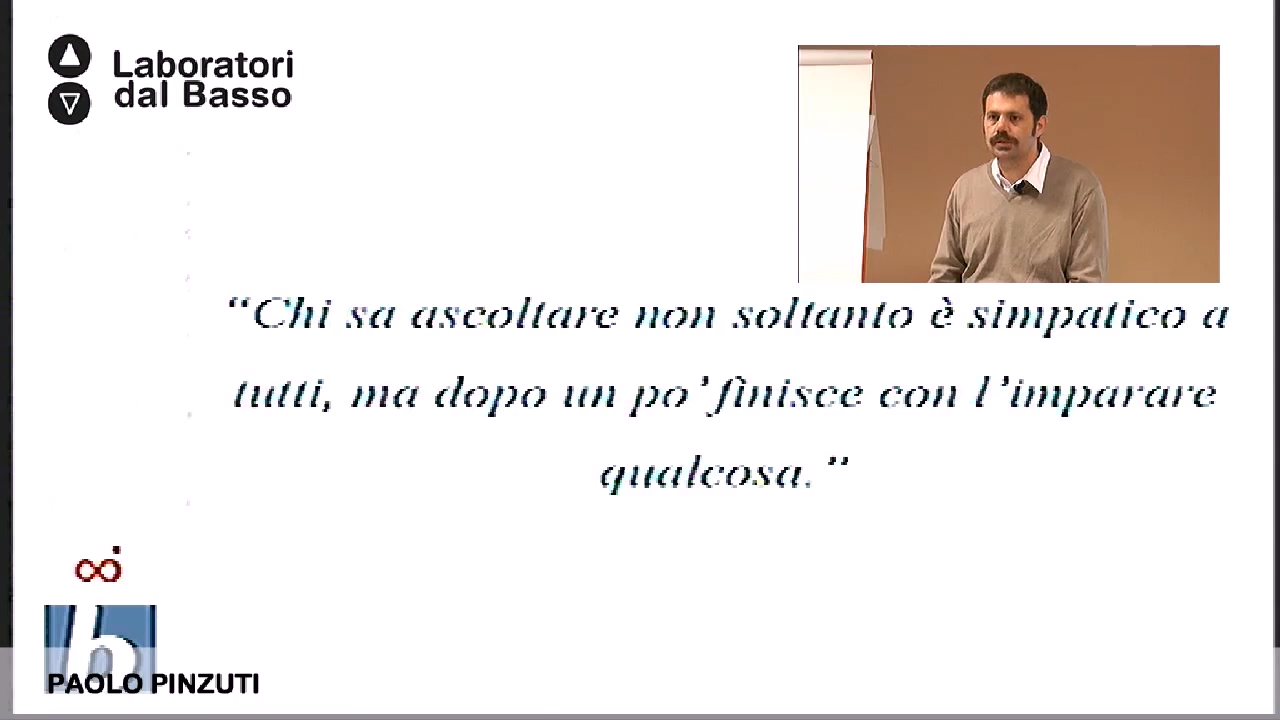 Laboratori
dal Basso
“Chi sa ascoltare non soltanto è simpatico a
tutti, ma dopo un po’ finisce con l’imparare
qualcosa.”
b
PAOLO PINZUTI